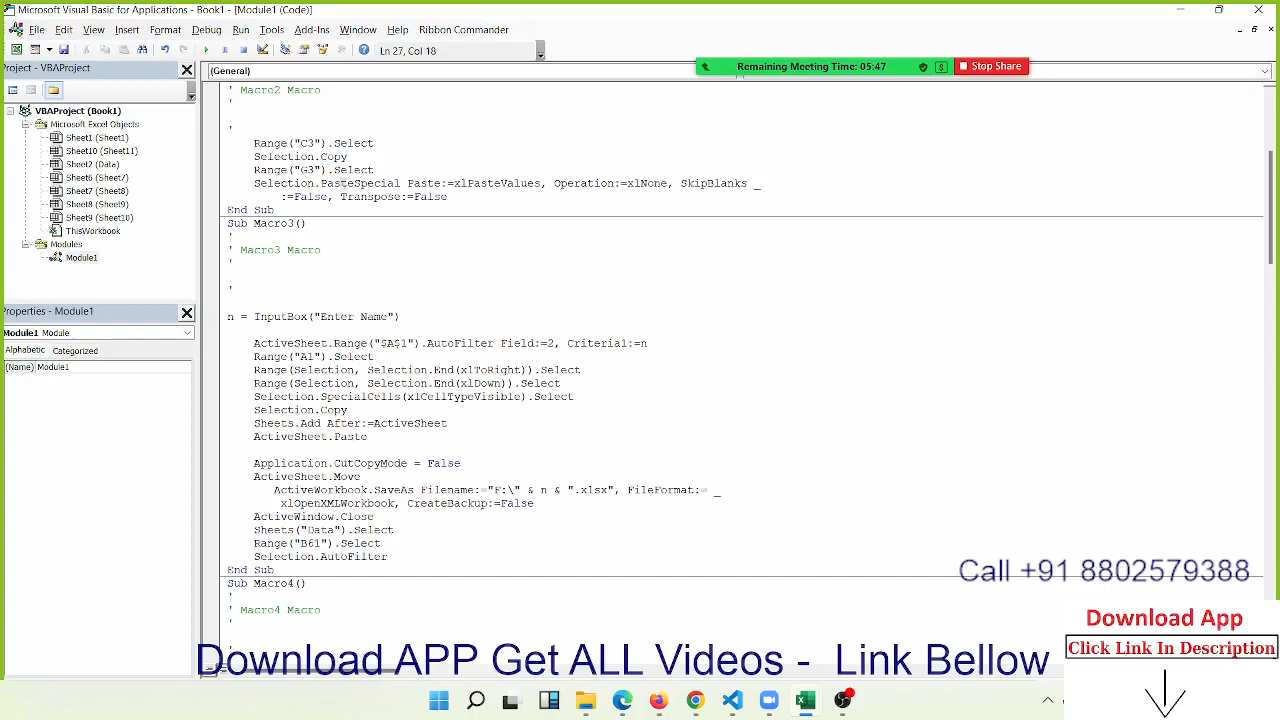 Microsoft Visual Basic for Applications - Book1 - [Module1 (Code)]
File Edit View Insert Format Debug Run Tools Add-Ins Window Help Ribbon Commander
Ln 27, Col 18
Project - VBAProject
(General)
Remaining Meeting Time: 05:47
Stop Share
VBAProject (Book1)
Microsoft Excel Objects
Sheet1 (Sheet1)
Sheet10 (Sheet11)
Sheet2 (Data)
Sheet6 (Sheet7)
Sheet7 (Sheet8)
Sheet8 (Sheet9)
Sheet9 (Sheet10)
ThisWorkbook
Modules
Module1
Properties - Module1
Module1 Module
Alphabetic Categorized
(Name) Module1
' Macro2 Macro
'
'
Range("C3").Select
Selection.Copy
Range("G3").Select
Selection.PasteSpecial Paste:=xlPasteValues, Operation:=xlNone, SkipBlanks _
:=False, Transpose:=False
End Sub
Sub Macro3()
'
' Macro3 Macro
'
'
n = InputBox("Enter Name")
ActiveSheet.Range("$A$1").AutoFilter Field:=2, Criteria1:=n
Range("A1").Select
Range(Selection, Selection.End(xlToRight)).Select
Range(Selection, Selection.End(xlDown)).Select
Selection.SpecialCells(xlCellTypeVisible).Select
Selection.Copy
Sheets.Add After:=ActiveSheet
ActiveSheet.Paste
Application.CutCopyMode = False
ActiveSheet.Move
ActiveWorkbook.SaveAs Filename:="F:\" & n & ".xlsx", FileFormat:= _
xlOpenXMLWorkbook, CreateBackup:=False
ActiveWindow.Close
Sheets("Data").Select
Range("B61").Select
Selection.AutoFilter
End Sub
Sub Macro4()
'
' Macro4 Macro
'
Call +91 8802579388
Download App
Click Link In Description
Download APP Get ALL Videos - Link Bellow